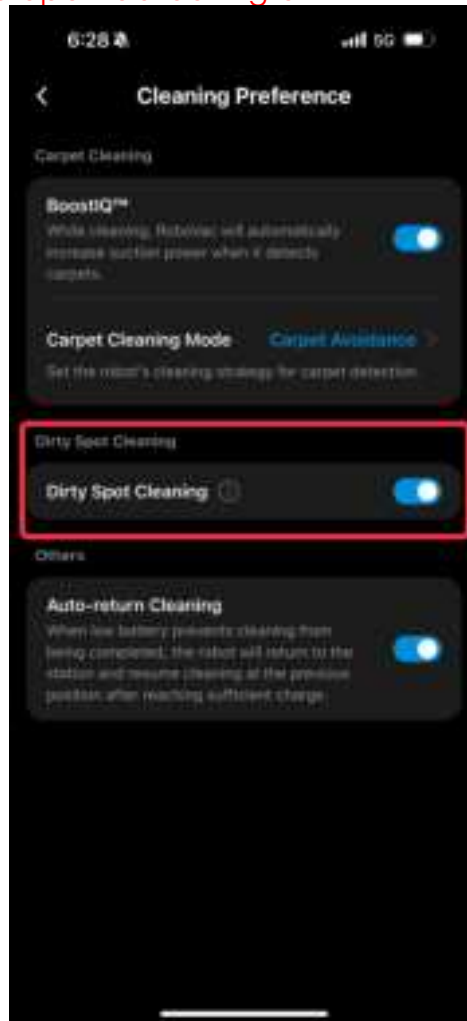 6:28
5G
Cleaning Preference
Carpet Cleaning
BoostIQ™
While cleaning, Robovac will automatically
increase suction power when it detects
carpets.
Carpet Cleaning Mode Carpet Avoidance >
Set the robot's cleaning strategy for carpet detection
Dirty Spot Cleaning
Dirty Spot Cleaning
Others
Auto-return Cleaning
When low battery prevents cleaning from
being completed, the robot will return to the
station and resume cleaning at the previous
position after reaching sufficient charge.